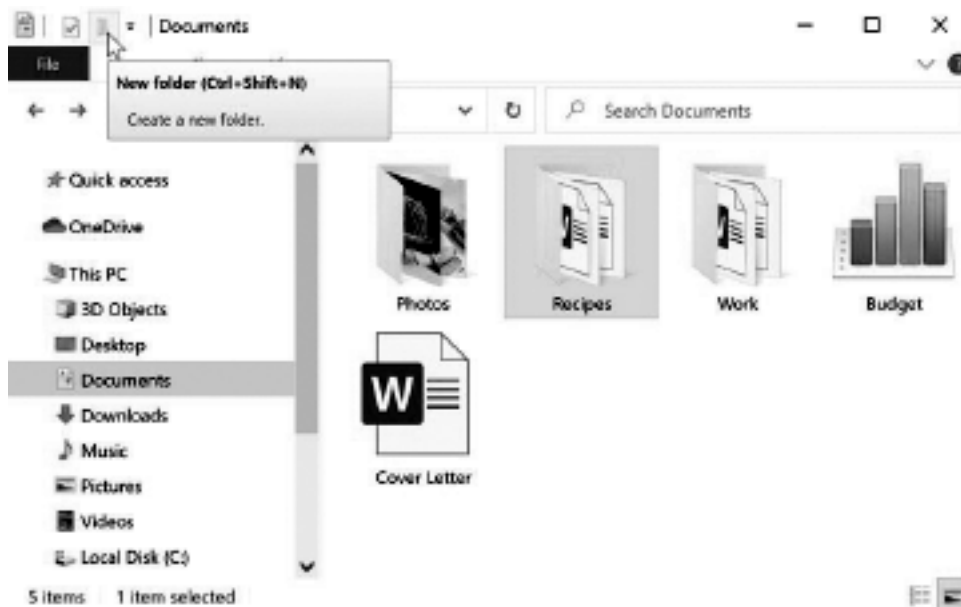 Documents
File
New folder (Ctrl+Shift+N)
Create a new folder.
Search Documents
Quick access
OneDrive
This PC
3D Objects
Desktop
Documents
Downloads
Music
Pictures
Videos
Local Disk (C:)
Photos
Recipes
Work
Budget
W
Cover Letter
5 items 1 item selected